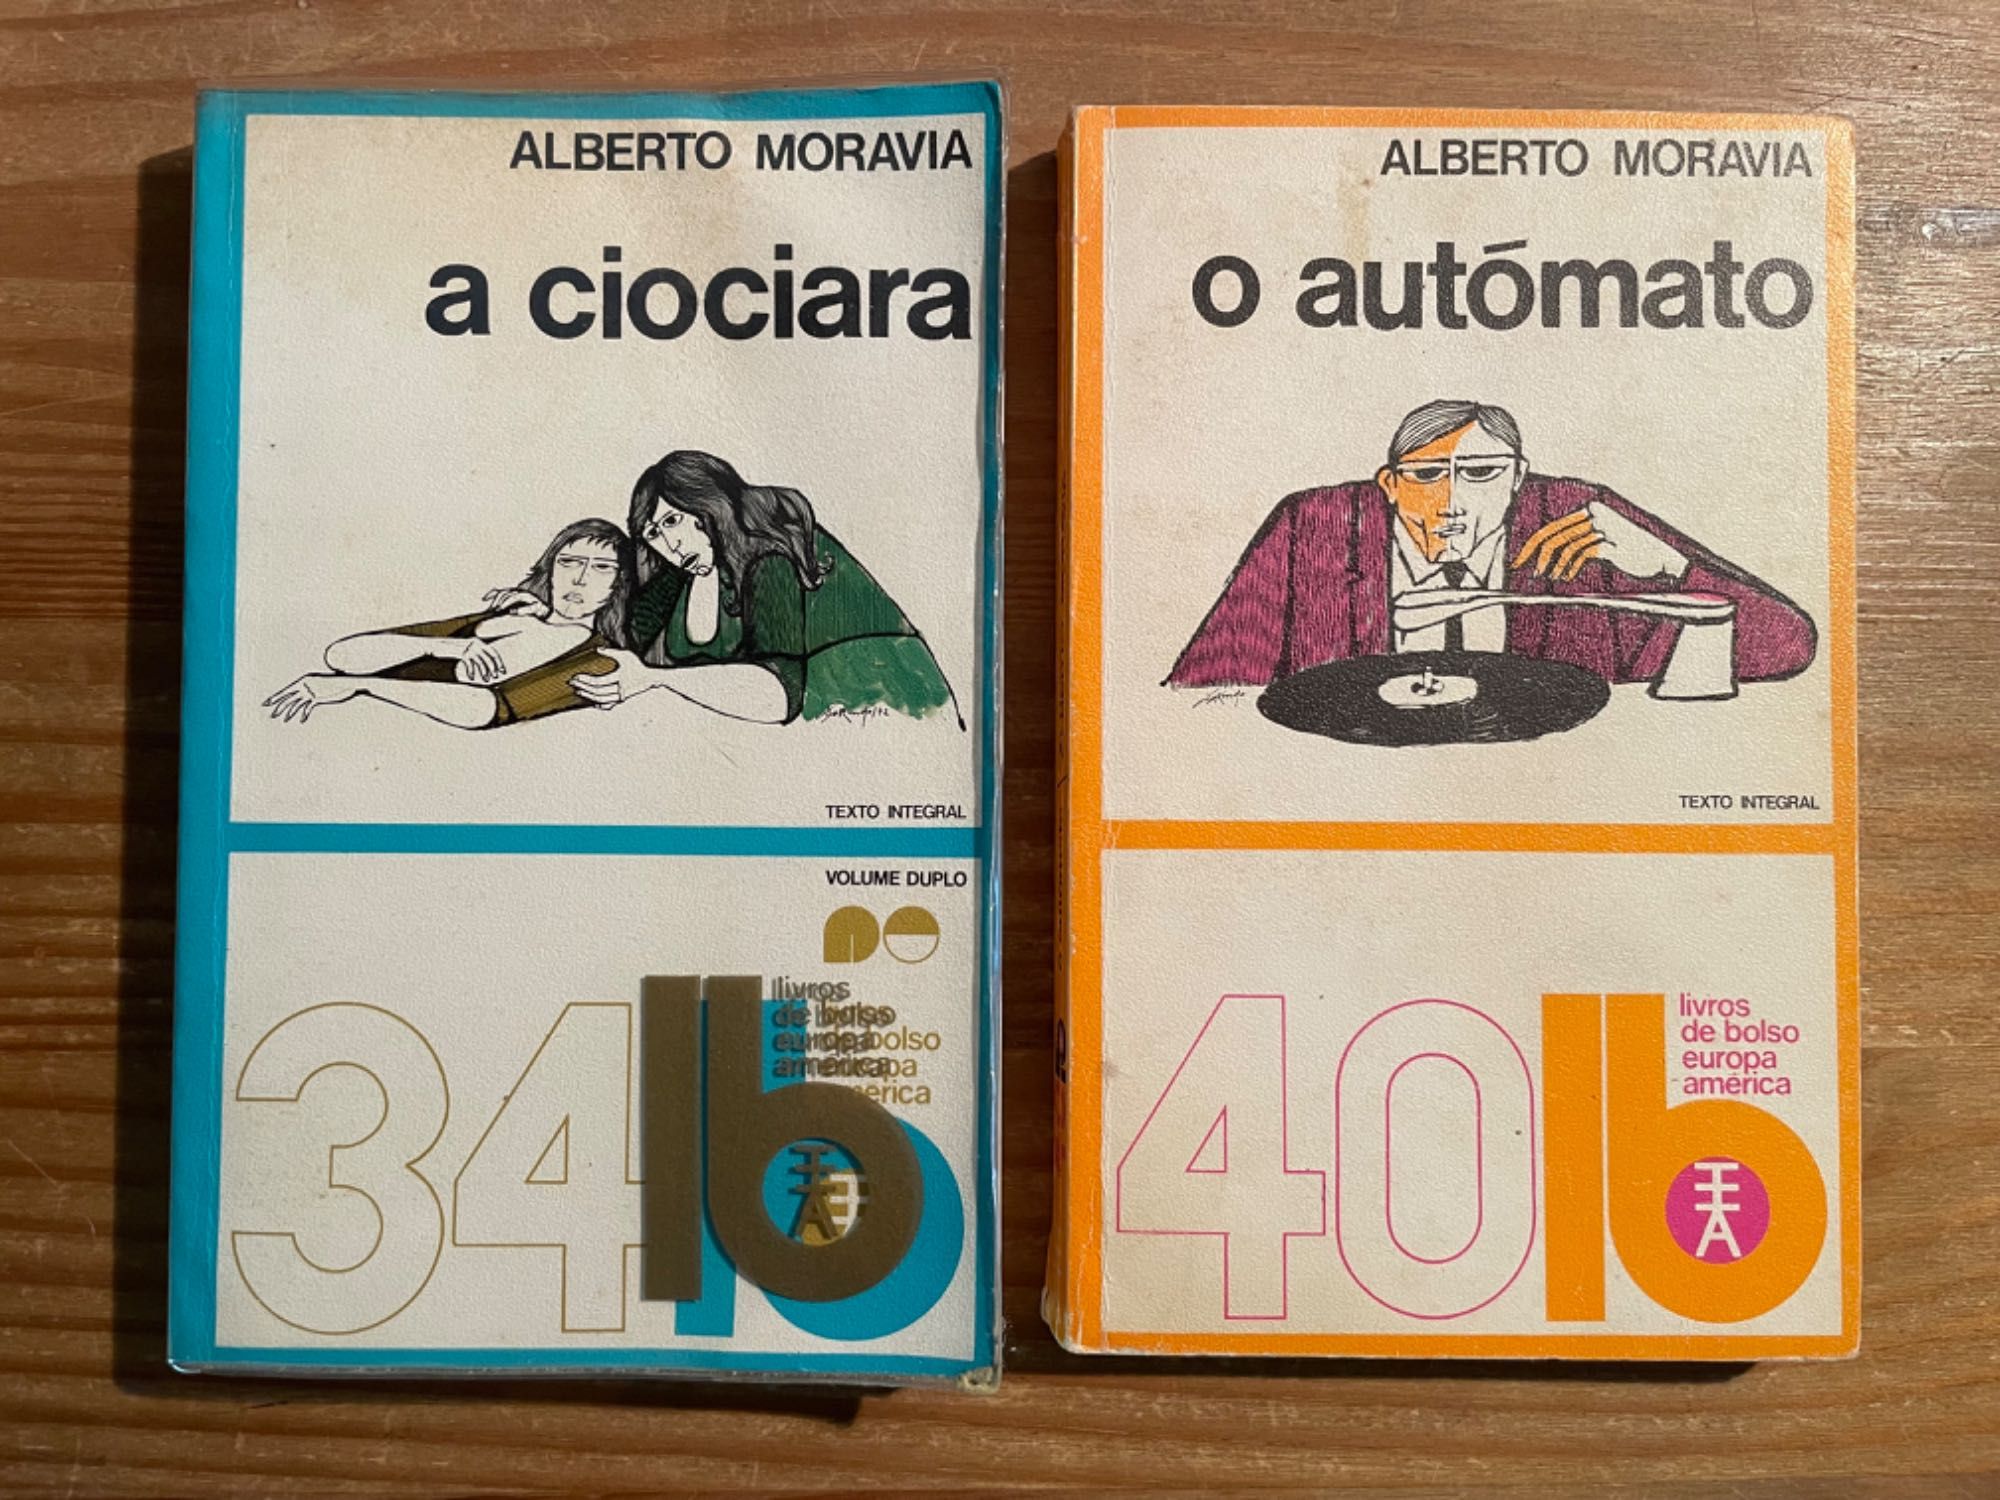 ALBERTO MORAVIA
a ciociara
TEXTO INTEGRAL
VOLUME DUPLO
34 lb
livros
de bolso
europa
américa
ALBERTO MORAVIA
o autómato
TEXTO INTEGRAL
40 lb
livros
de bolso
europa
américa